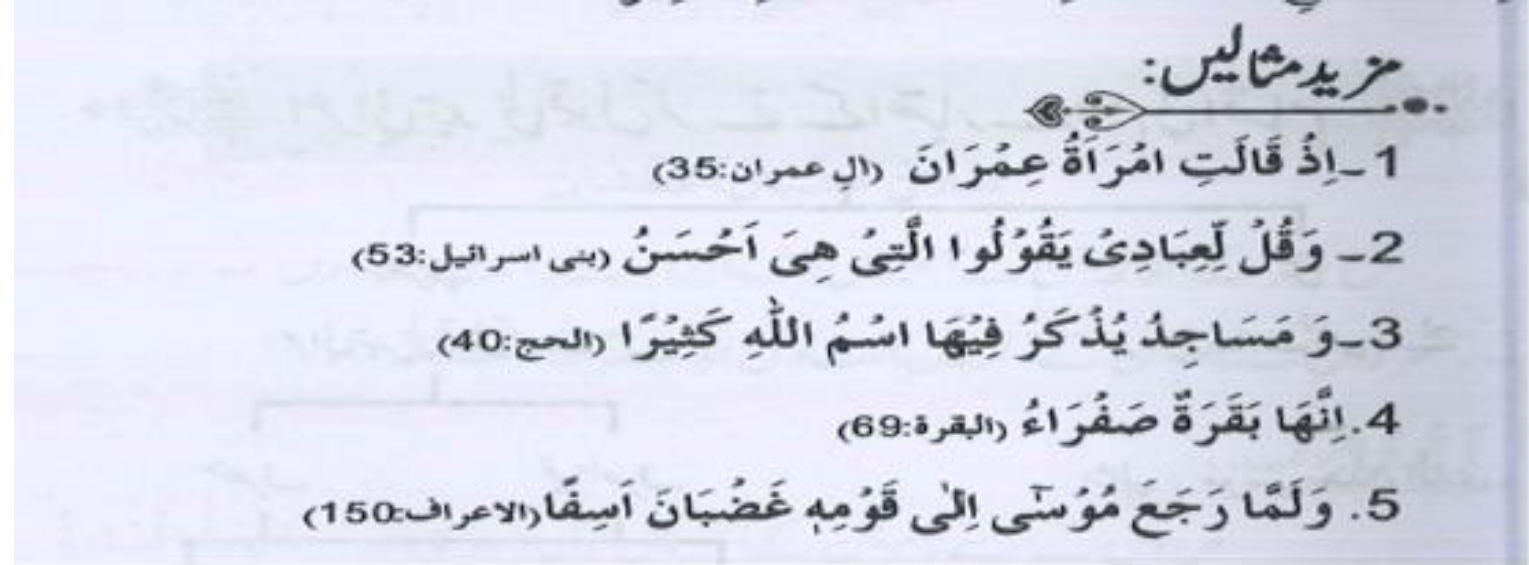 مزید مثالیں:
1۔اِذْ قَالَتِ امْرَاَةُ عِمْرَانَ (ال عمران:35)
2۔ وَقُلْ لِّعِبَادِیْ یَقُوْلُوا الَّتِیْ هِیَ اَحْسَنُ (بنی اسرائیل:53)
3۔وَ مَسَاجِدُ یُذْكَرُ فِیْهَا اسْمُ اللّٰهِ كَثِیْرًا (الحج:40)
4.اِنَّهَا بَقَرَةٌ صَفْرَاءُ (البقرة:69)
5. وَلَمَّا رَجَعَ مُوْسٰۤی اِلٰی قَوْمِهٖ غَضْبَانَ اَسِفًا(الاعراف:150)